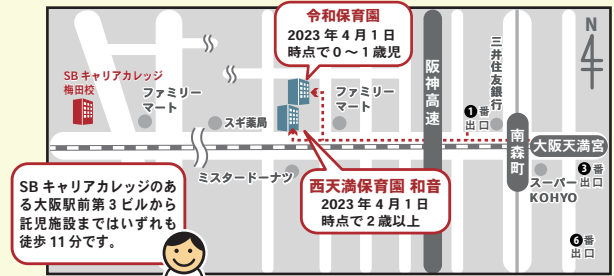 令和保育園
2023年4月1日
時点で0～1歳児
N
4
SBキャリアカレッジ
梅田校
ファミリー
マート
スギ薬局
ファミリー
マート
阪神高速
三井住友銀行
❶番
出口
南森町
大阪天満宮
ミスタードーナツ
スーパー
KOHYO
❸番
出口
❻番
出口
西天満保育園 和音
2023年4月1日
時点で2歳以上
SBキャリアカレッジのあ
る大阪駅前第3ビルから
託児施設まではいずれも
徒歩11分です。